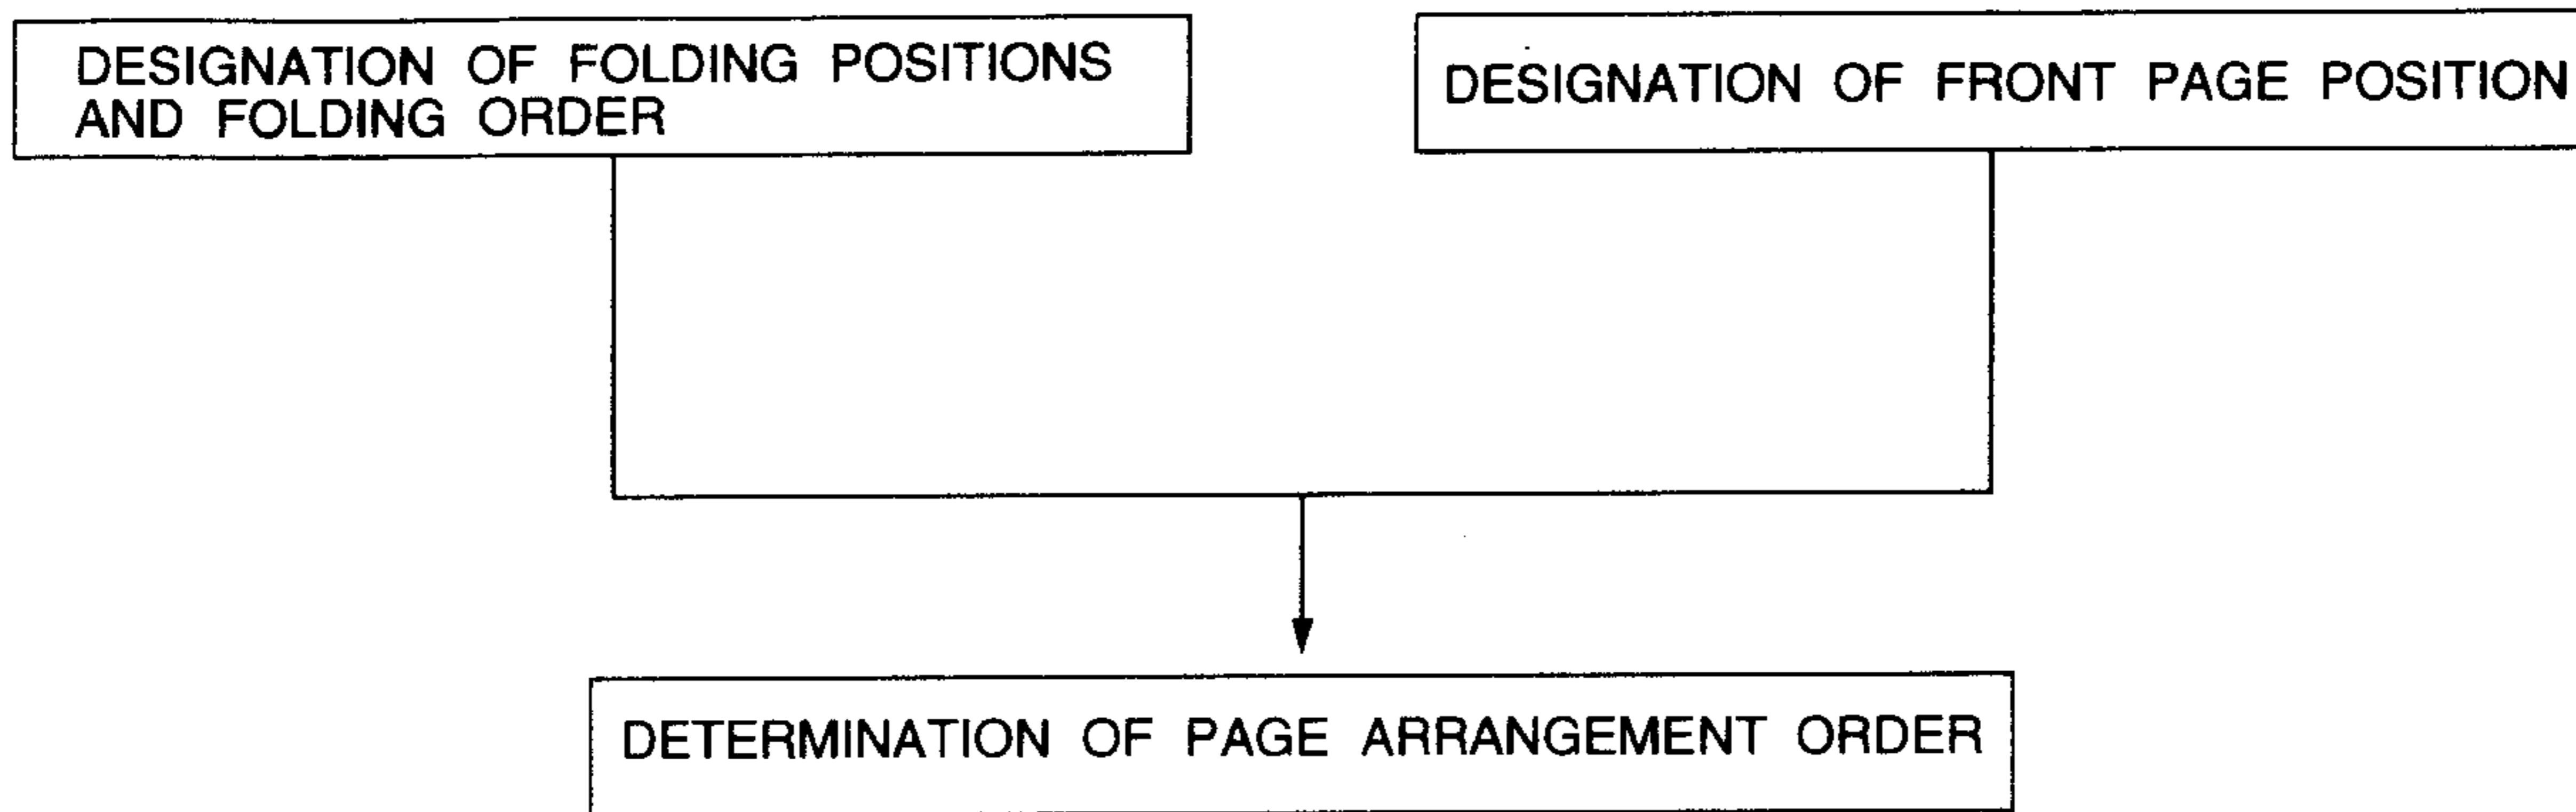 DESIGNATION OF FOLDING POSITIONS
AND FOLDING ORDER
DESIGNATION OF FRONT PAGE POSITION
DETERMINATION OF PAGE ARRANGEMENT ORDER